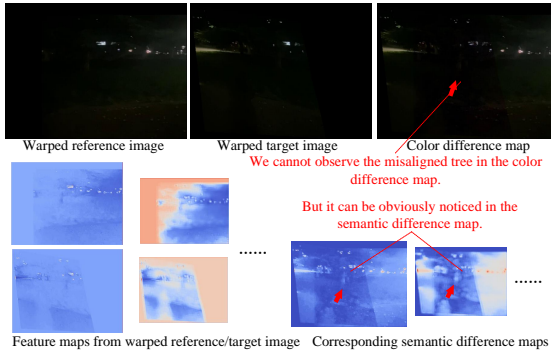 Warped reference image
Warped target image
Color difference map
We cannot observe the misaligned tree in the color
difference map.
But it can be obviously noticed in the
semantic difference map.
......
......
Feature maps from warped reference/target image
Corresponding semantic difference maps